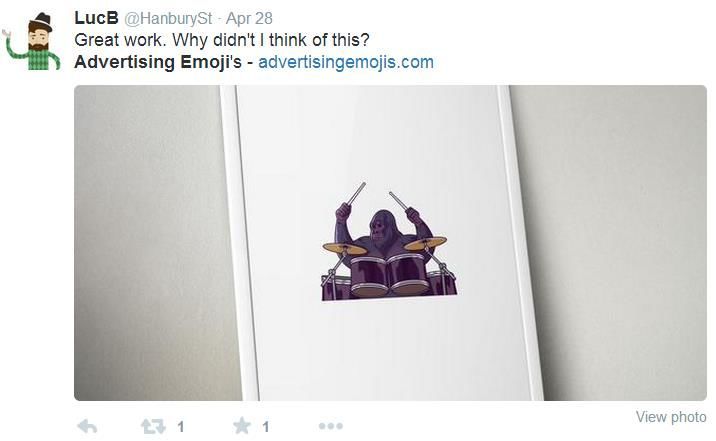 LucB @HanburySt · Apr 28
Great work. Why didn't I think of this?
Advertising Emoji's - advertisingemojis.com
1 1
View photo